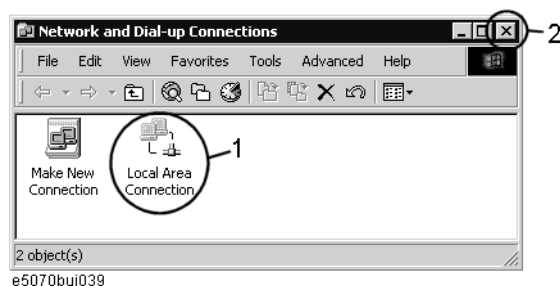 Network and Dial-up Connections
2
File Edit View Favorites Tools Advanced Help
1
Make New Connection
Local Area Connection
2 object(s)
e5070bui039